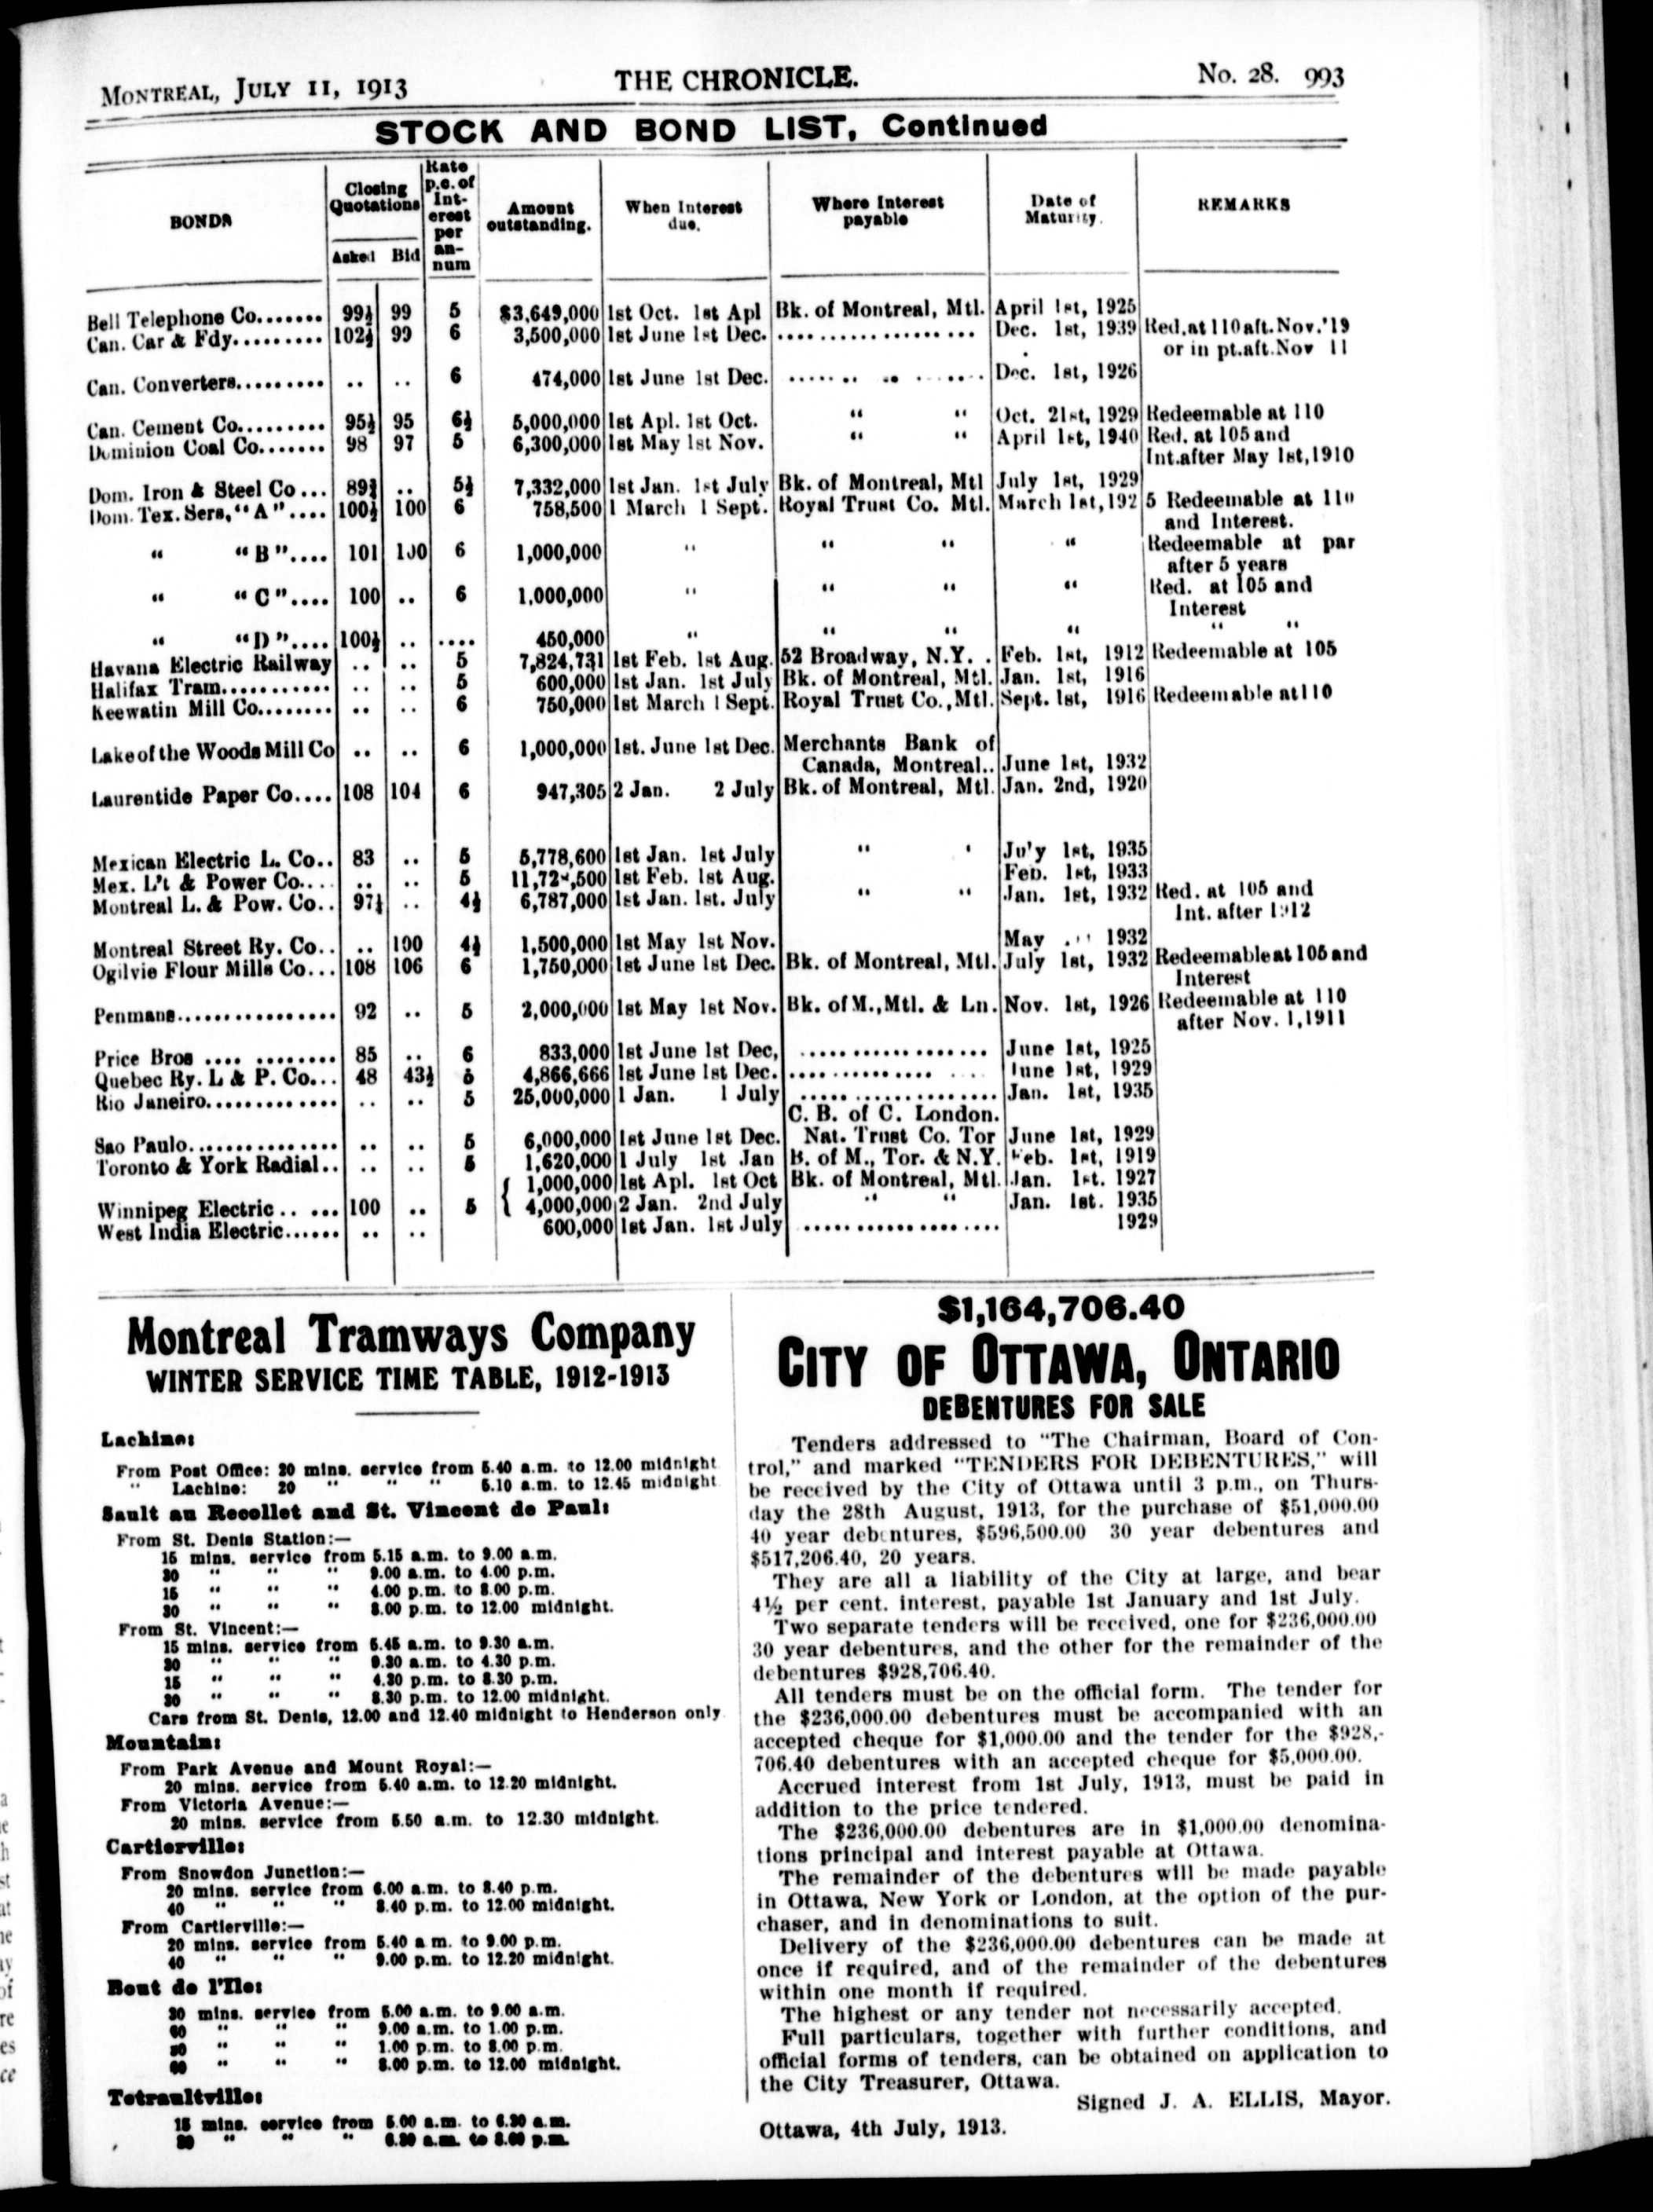 MONTREAL, JULY 11, 1913 THE CHRONICLE. No. 28. 993
STOCK AND BOND LIST, Continued
BONDS Closing Quotations Asked Bid Rate p.c. of Int-erest per an-num Amount outstanding. When Interest due. Where Interest payable Date of Maturity. REMARKS
Bell Telephone Co....... 99½ 99 5 $3,649,000 1st Oct. 1st Apl Bk. of Montreal, Mtl. April 1st, 1925
Can. Car & Fdy......... 102½ 99 6 3,500,000 1st June 1st Dec. .................... Dec. 1st, 1939 Red.at 110 aft. Nov.'19
or in pt.aft.Nov 11
Can. Converters......... .. .. 6 474,000 1st June 1st Dec. .................... Dec. 1st, 1926
Can. Cement Co......... 95½ 95 6½ 5,000,000 1st Apl. 1st Oct. “ “ Oct. 21st, 1929 Redeemable at 110
Dominion Coal Co....... 98 97 5 6,300,000 1st May 1st Nov. “ “ April 1st, 1940 Red. at 105 and
Int.after May 1st,1910
Dom. Iron & Steel Co... .. 5½ 7,332,000 1st Jan. 1st July Bk. of Montreal, Mtl July 1st, 1929
Dom. Tex. Sers, “A”.... 100½ 100 6 758,500 1 March 1 Sept. Royal Trust Co. Mtl. March 1st, 1925 Redeemable at 110
and Interest.
“ “B”.... 101 100 6 1,000,000 “ “ “ “ Redeemable at par
after 5 years
“ “C”.... 100 .. 6 1,000,000 “ “ “ “ Red. at 105 and
Interest
“ “D”.... 100½ .. .... 450,000 “ “ “ “ “ “
Havana Electric Railway .. .. 5 7,824,731 1st Feb. 1st Aug. 52 Broadway, N.Y. . Feb. 1st, 1912 Redeemable at 105
Halifax Tram........... .. .. 5 600,000 1st Jan. 1st July Bk. of Montreal, Mtl. Jan. 1st, 1916
Keewatin Mill Co........ .. .. 6 750,000 1st March 1 Sept. Royal Trust Co., Mtl. Sept. 1st, 1916 Redeemable at 110
Lake of the Woods Mill Co .. .. 6 1,000,000 1st. June 1st Dec. Merchants Bank of
Canada, Montreal.. June 1st, 1932
Laurentide Paper Co.... 108 104 6 947,305 2 Jan. 2 July Bk. of Montreal, Mtl. Jan. 2nd, 1920
Mexican Electric L. Co.. 83 .. 5 5,778,600 1st Jan. 1st July “ ‘ July 1st, 1935
Mex. L't & Power Co.... .. .. 5 1st Feb. 1st Aug. Feb. 1st, 1933
Montreal L. & Pow. Co.. 97½ .. 4½ 6,787,000 1st Jan. 1st. July “ “ Jan. 1st, 1932 Red. at 105 and
Int. after 1912
Montreal Street Ry. Co.. .. 100 4½ 1,500,000 1st May 1st Nov. May 1932
Ogilvie Flour Mills Co... 108 106 6 1,750,000 1st June 1st Dec. Bk. of Montreal, Mtl. July 1st, 1932 Redeemable at 105 and
Interest
Penmans................ 92 .. 5 2,000,000 1st May 1st Nov. Bk. of M., Mtl. & Ln. Nov. 1st, 1926 Redeemable at 110
after Nov. 1, 1911
Price Bros .... ........ 85 .. 6 833,000 1st June 1st Dec, .................. June 1st, 1925
Quebec Ry. L & P. Co... 48 43½ 5 4,866,666 1st June 1st Dec. ............... .... June 1st, 1929
Rio Janeiro............. .. .. 5 25,000,000 1 Jan. 1 July ................... Jan. 1st, 1935
C. B. of C. London.
Sao Paulo............... .. .. 5 6,000,000 1st June 1st Dec. Nat. Trust Co. Tor June 1st, 1929
Toronto & York Radial.. .. .. 5 1,620,000 1 July 1st Jan B. of M., Tor. & N.Y. Feb. 1st, 1919
1,000,000 1st Apl. 1st Oct Bk. of Montreal, Mtl. Jan. 1st. 1927
Winnipeg Electric.. ... 100 .. 5 4,000,000 2 Jan. 2nd July “ “ Jan. 1st. 1935
West India Electric...... .. .. 600,000 1st Jan. 1st July ................... 1929
Montreal Tramways Company
WINTER SERVICE TIME TABLE, 1912-1913
Lachine:
From Post Office: 20 mins. service from 5.40 a.m. to 12.00 midnight
“ Lachine: 20 “ “ “ 5.10 a.m. to 12.45 midnight
Sault au Recollet and St. Vincent de Paul:
From St. Denis Station:—
15 mins. service from 5.15 a.m. to 9.00 a.m.
30 “ “ “ 9.00 a.m. to 4.00 p.m.
15 “ “ “ 4.00 p.m. to 8.00 p.m.
30 “ “ “ 8.00 p.m. to 12.00 midnight.
From St. Vincent:—
15 mins. service from 5.45 a.m. to 9.30 a.m.
30 “ “ “ 9.30 a.m. to 4.30 p.m.
15 “ “ “ 4.30 p.m. to 8.30 p.m.
30 “ “ “ 8.30 p.m. to 12.00 midnight.
Cars from St. Denis, 12.00 and 12.40 midnight to Henderson only
Mountain:
From Park Avenue and Mount Royal:—
20 mins. service from 5.40 a.m. to 12.20 midnight.
From Victoria Avenue:—
20 mins. service from 5.50 a.m. to 12.30 midnight.
Cartierville:
From Snowdon Junction:—
20 mins. service from 6.00 a.m. to 8.40 p.m.
40 “ “ “ 8.40 p.m. to 12.00 midnight.
From Cartierville:—
20 mins. service from 5.40 a m. to 9.00 p.m.
40 “ “ “ 9.00 p.m. to 12.20 midnight.
Bout de l'Ile:
30 mins. service from 5.00 a.m. to 9.00 a.m.
60 “ “ “ 9.00 a.m. to 1.00 p.m.
30 “ “ “ 1.00 p.m. to 8.00 p.m.
60 “ “ “ 8.00 p.m. to 12.00 midnight.
Tetraultville:
15 mins. service from 5.00 a.m. to 6.30 a.m.
30 “ “ “ 6.30 a.m. to 8.00 p.m.
$1,164,706.40
CITY OF OTTAWA, ONTARIO
DEBENTURES FOR SALE
Tenders addressed to “The Chairman, Board of Con-
trol,” and marked “TENDERS FOR DEBENTURES,” will
be received by the City of Ottawa until 3 p.m., on Thurs-
day the 28th August, 1913, for the purchase of $51,000.00
40 year debentures, $596,500.00 30 year debentures and
$517,206.40, 20 years.
They are all a liability of the City at large, and bear
4½ per cent. interest, payable 1st January and 1st July.
Two separate tenders will be received, one for $236,000.00
30 year debentures, and the other for the remainder of the
debentures $928,706.40.
All tenders must be on the official form. The tender for
the $236,000.00 debentures must be accompanied with an
accepted cheque for $1,000.00 and the tender for the $928,-
706.40 debentures with an accepted cheque for $5,000.00.
Accrued interest from 1st July, 1913, must be paid in
addition to the price tendered.
The $236,000.00 debentures are in $1,000.00 denomina-
tions principal and interest payable at Ottawa.
The remainder of the debentures will be made payable
in Ottawa, New York or London, at the option of the pur-
chaser, and in denominations to suit.
Delivery of the $236,000.00 debentures can be made at
once if required, and of the remainder of the debentures
within one month if required.
The highest or any tender not necessarily accepted.
Full particulars, together with further conditions, and
official forms of tenders, can be obtained on application to
the City Treasurer, Ottawa.
Signed J. A. ELLIS, Mayor.
Ottawa, 4th July, 1913.